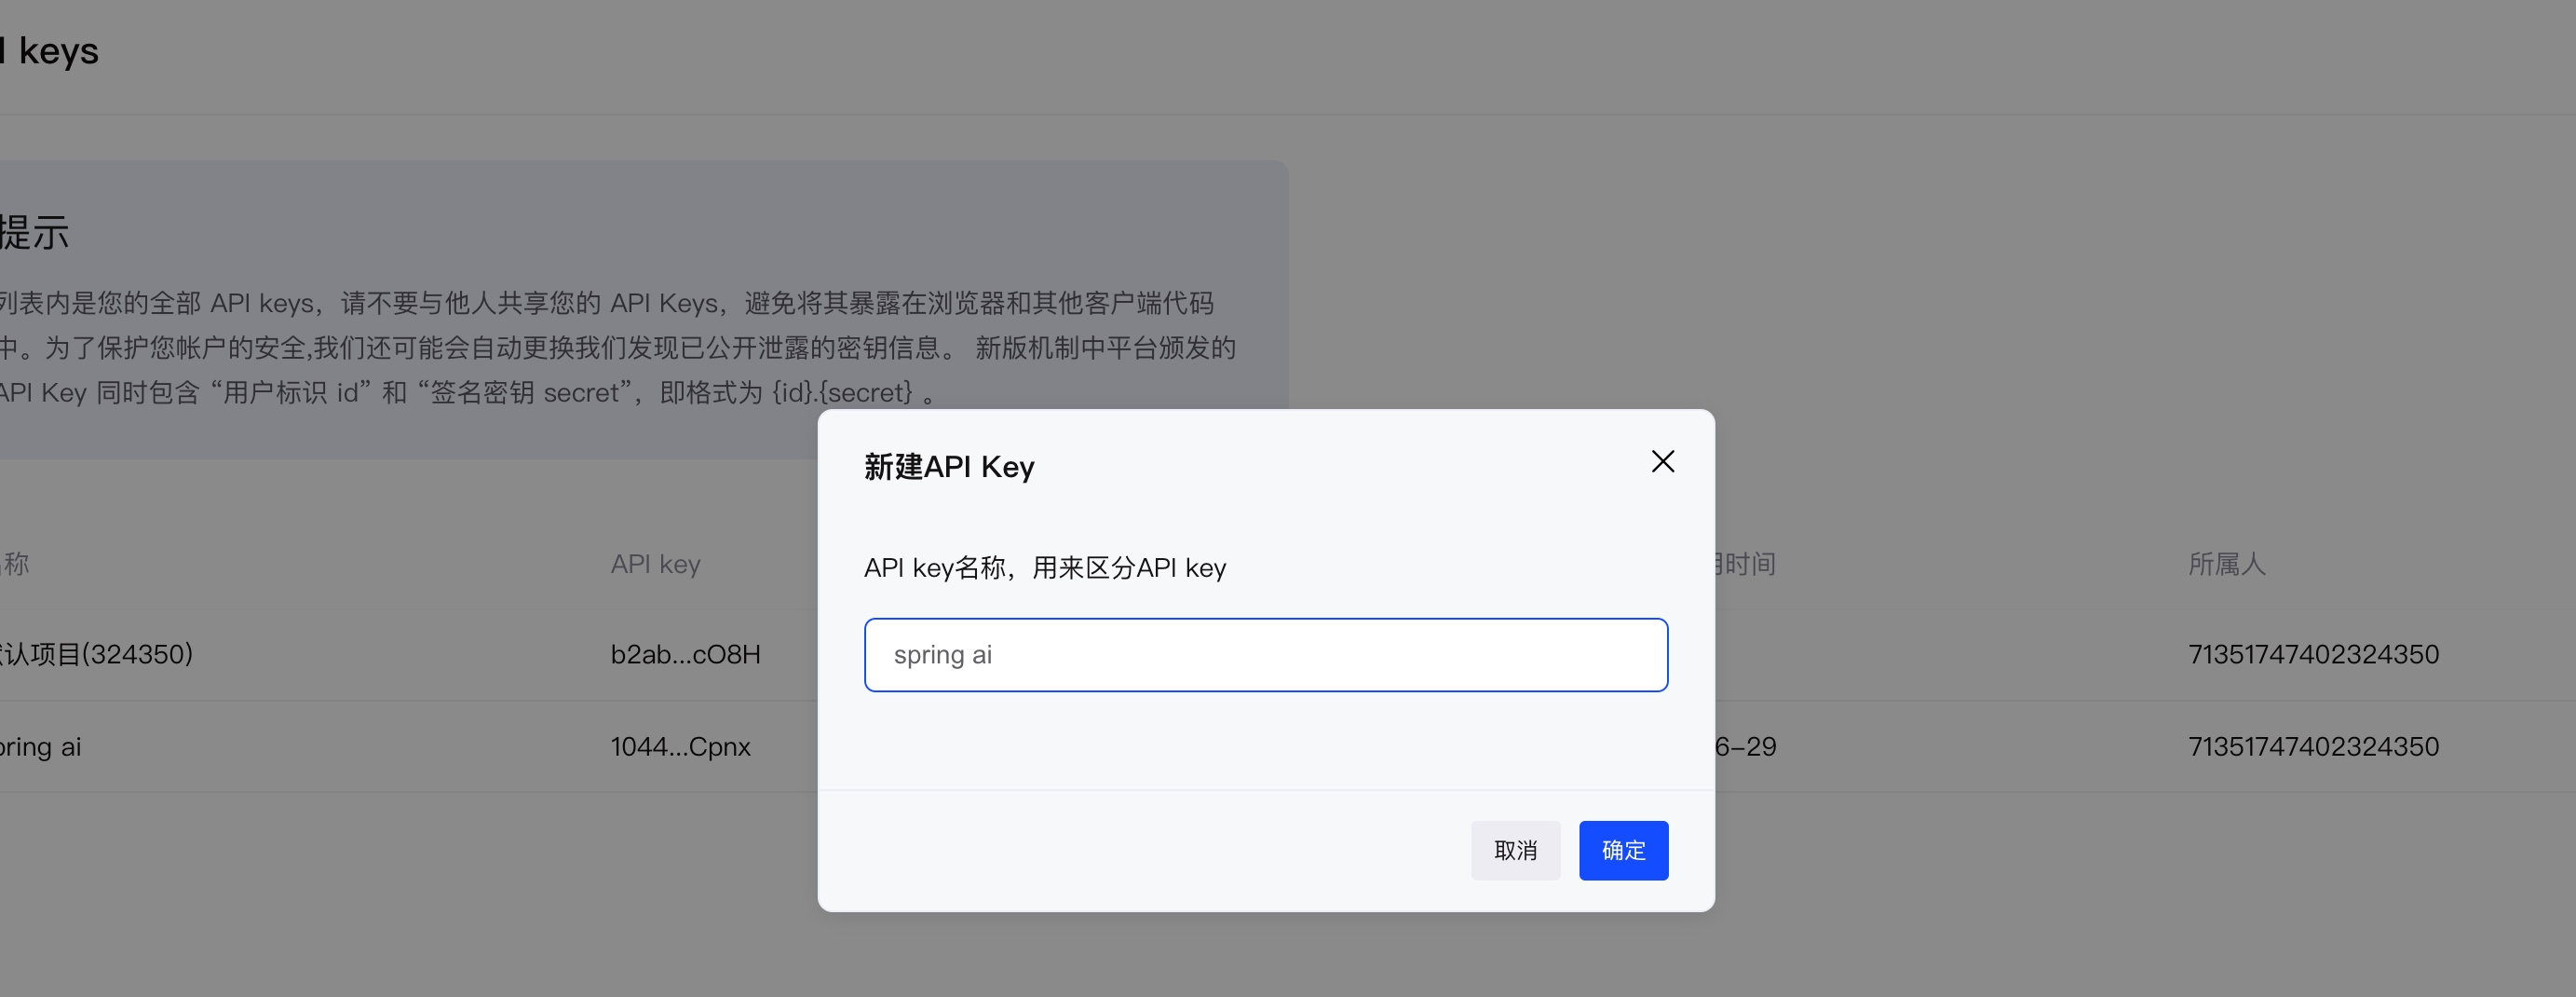 keys
提示
列表内是您的全部 API keys，请不要与他人共享您的 API Keys，避免将其暴露在浏览器和其他客户端代码
中。为了保护您帐户的安全,我们还可能会自动更换我们发现已公开泄露的密钥信息。 新版机制中平台颁发的
API Key 同时包含 “用户标识 id” 和 “签名密钥 secret”，即格式为 {id}.{secret} 。
新建API Key
API key名称，用来区分API key
spring ai
取消
确定
称
API key
时间
所属人
认项目(324350)
b2ab...cO8H
71351747402324350
pring ai
1044...Cpnx
6-29
71351747402324350